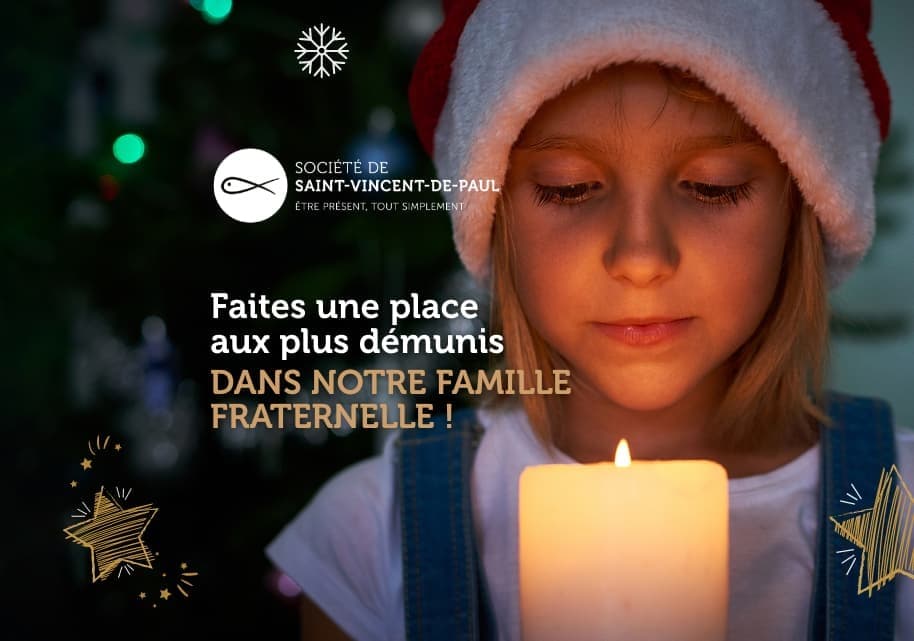 SOCIÉTÉ DE
SAINT-VINCENT-DE-PAUL
ÊTRE PRÉSENT, TOUT SIMPLEMENT
Faites une place
aux plus démunis
DANS NOTRE FAMILLE
FRATERNELLE !